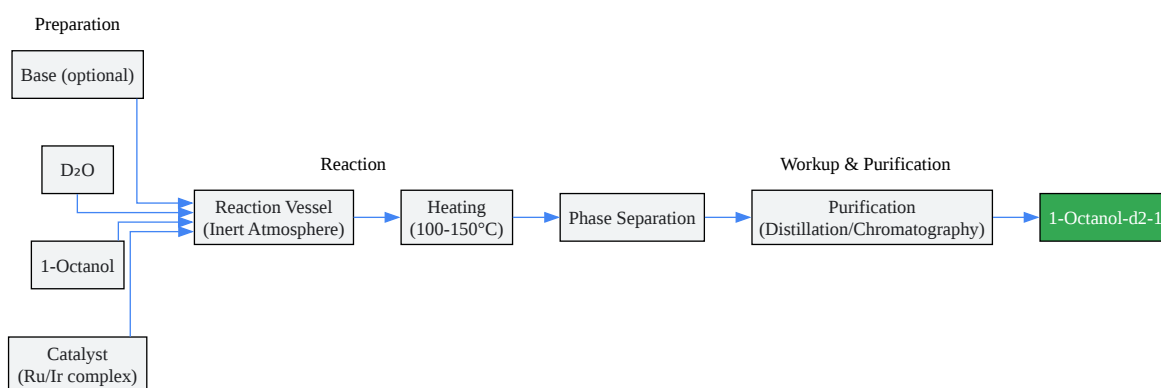 Preparation
Base (optional)
D₂O
1-Octanol
Catalyst
(Ru/Ir complex)
Reaction
Reaction Vessel
(Inert Atmosphere)
Heating
(100-150°C)
Phase Separation
Workup & Purification
Purification
(Distillation/Chromatography)
1-Octanol-d2-1